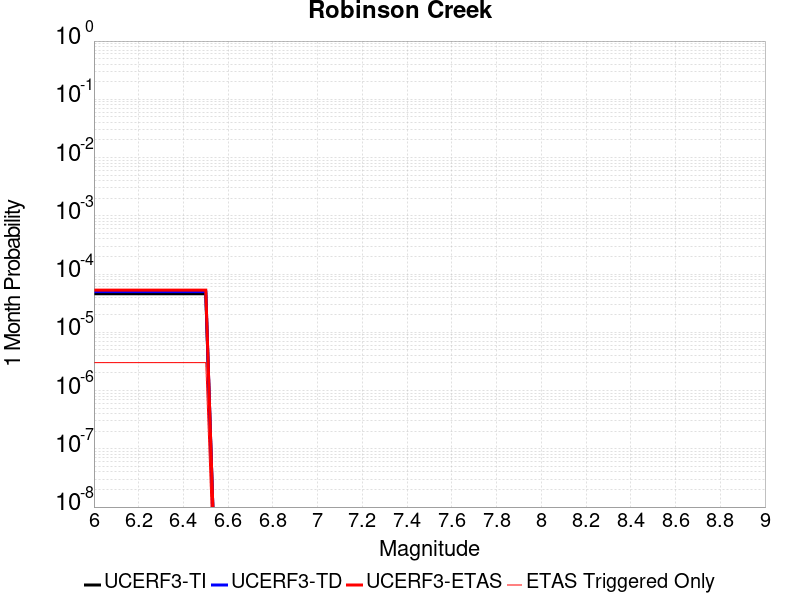 Robinson Creek
10^0
10^-1
10^-2
10^-3
10^-4
10^-5
10^-6
10^-7
10^-8
1 Month Probability
6 6.2 6.4 6.6 6.8 7 7.2 7.4 7.6 7.8 8 8.2 8.4 8.6 8.8 9
Magnitude
UCERF3-TI UCERF3-TD UCERF3-ETAS ETAS Triggered Only